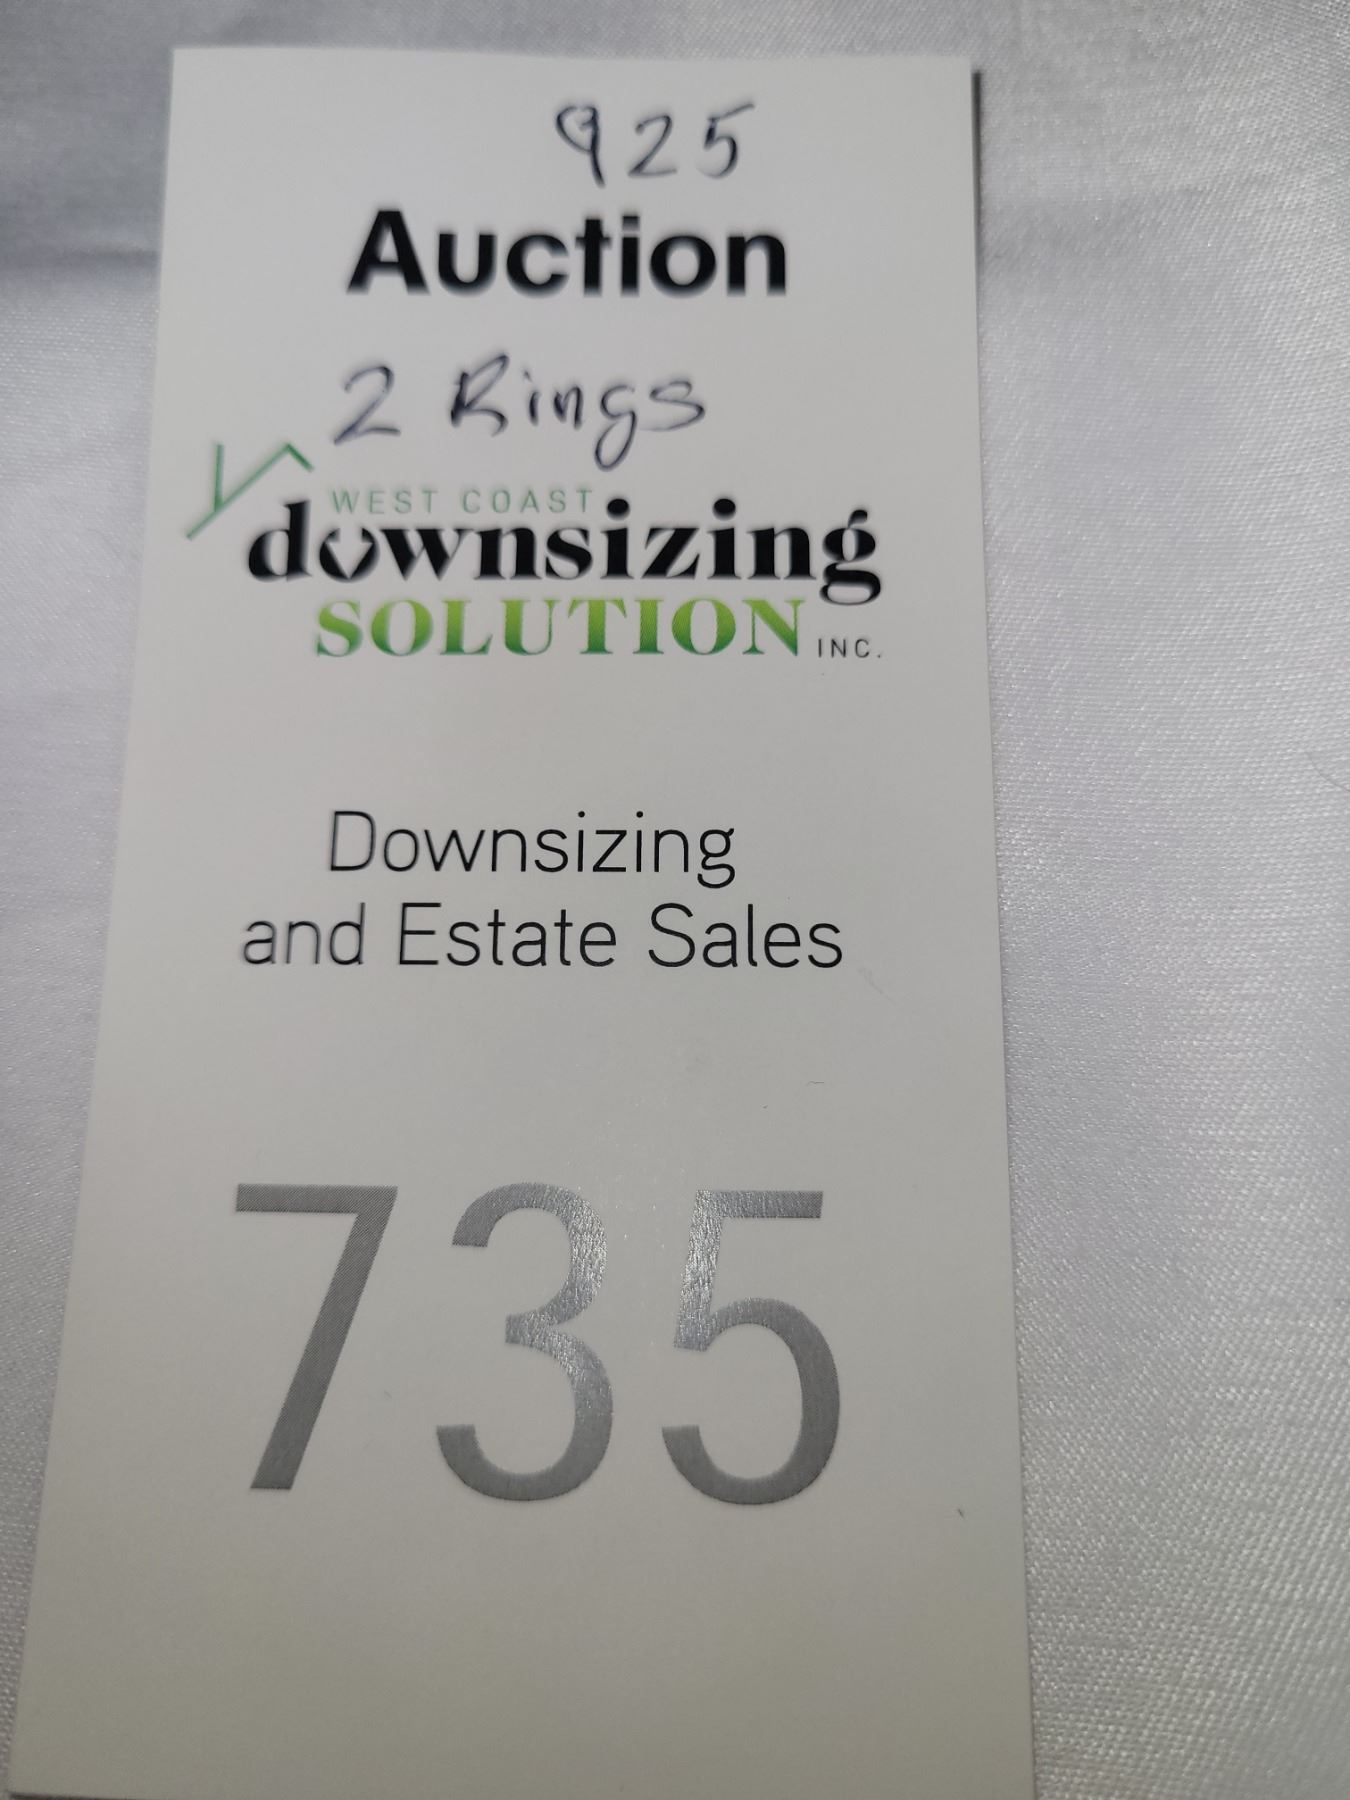 925
Auction
2 Rings
WEST COAST
downsizing
SOLUTION INC.
Downsizing
and Estate Sales
735